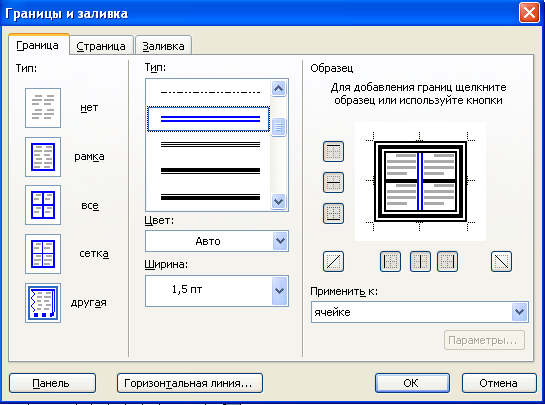 Границы и заливка
Граница
Страница
Заливка
Тип:
нет
рамка
все
сетка
другая
Тип:
Цвет:
Авто
Ширина:
1,5 пт
Образец
Для добавления границ щелкните
образец или используйте кнопки
Применить к:
ячейке
Параметры...
Панель
Горизонтальная линия...
ОК
Отмена